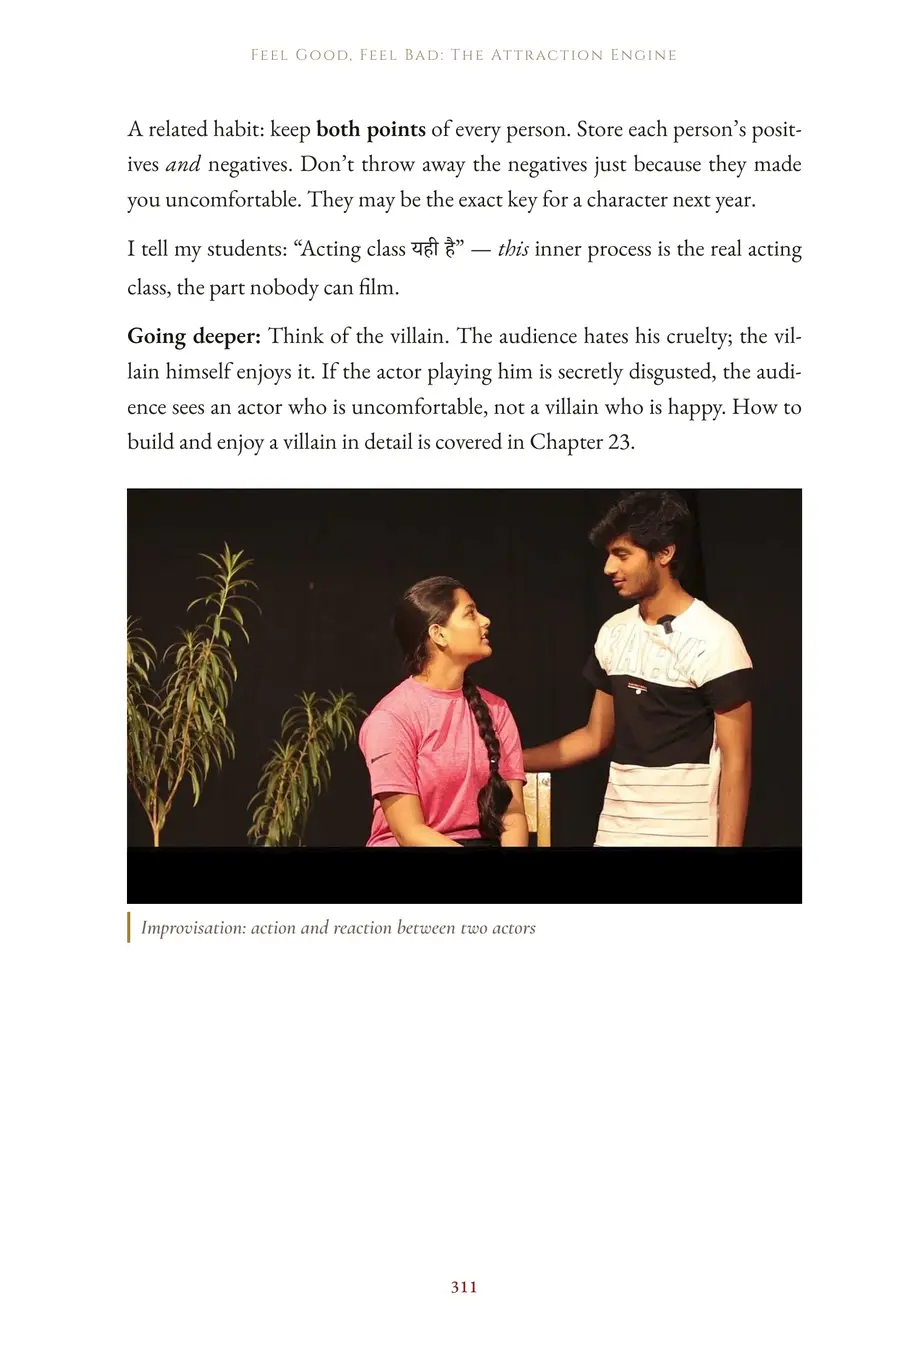 FEEL GOOD, FEEL BAD: THE ATTRACTION ENGINE
A related habit: keep both points of every person. Store each person’s posit-
ives and negatives. Don’t throw away the negatives just because they made
you uncomfortable. They may be the exact key for a character next year.
I tell my students: “Acting class यही है” — this inner process is the real acting
class, the part nobody can film.
Going deeper: Think of the villain. The audience hates his cruelty; the vil-
lain himself enjoys it. If the actor playing him is secretly disgusted, the audi-
ence sees an actor who is uncomfortable, not a villain who is happy. How to
build and enjoy a villain in detail is covered in Chapter 23.
Improvisation: action and reaction between two actors
311